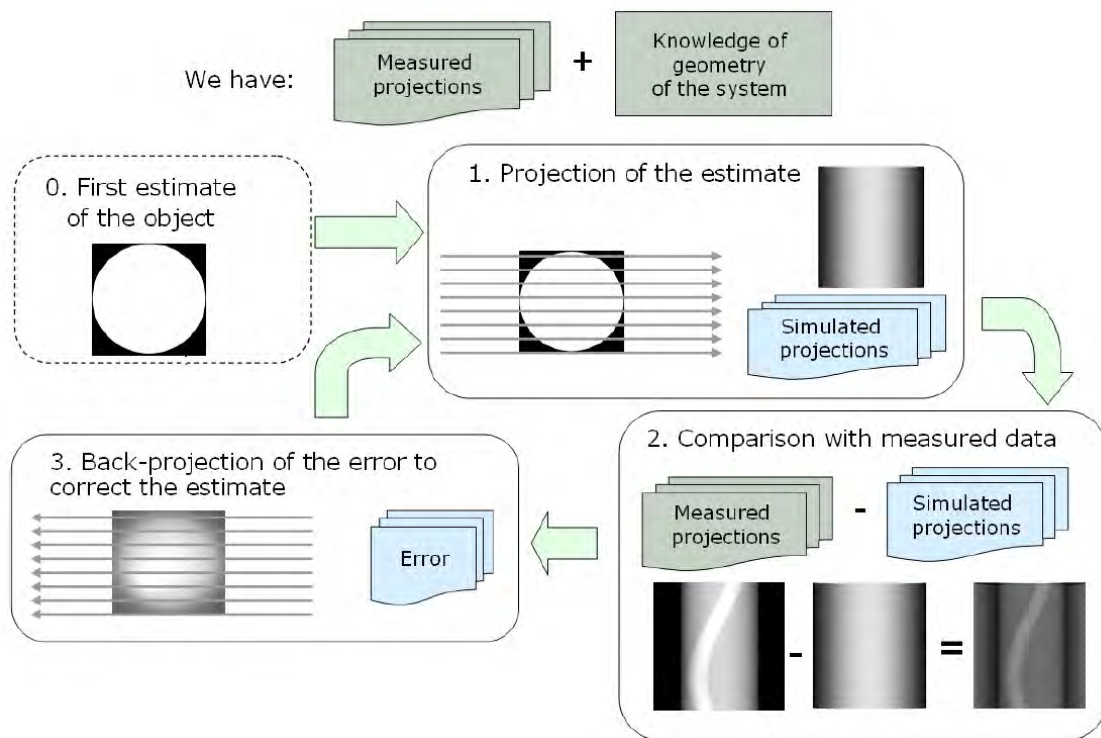 We have:
Measured
projections
+
Knowledge of
geometry
of the system
0. First estimate
of the object
1. Projection of the estimate
Simulated
projections
2. Comparison with measured data
Measured
projections
-
Simulated
projections
-
=
3. Back-projection of the error to
correct the estimate
Error